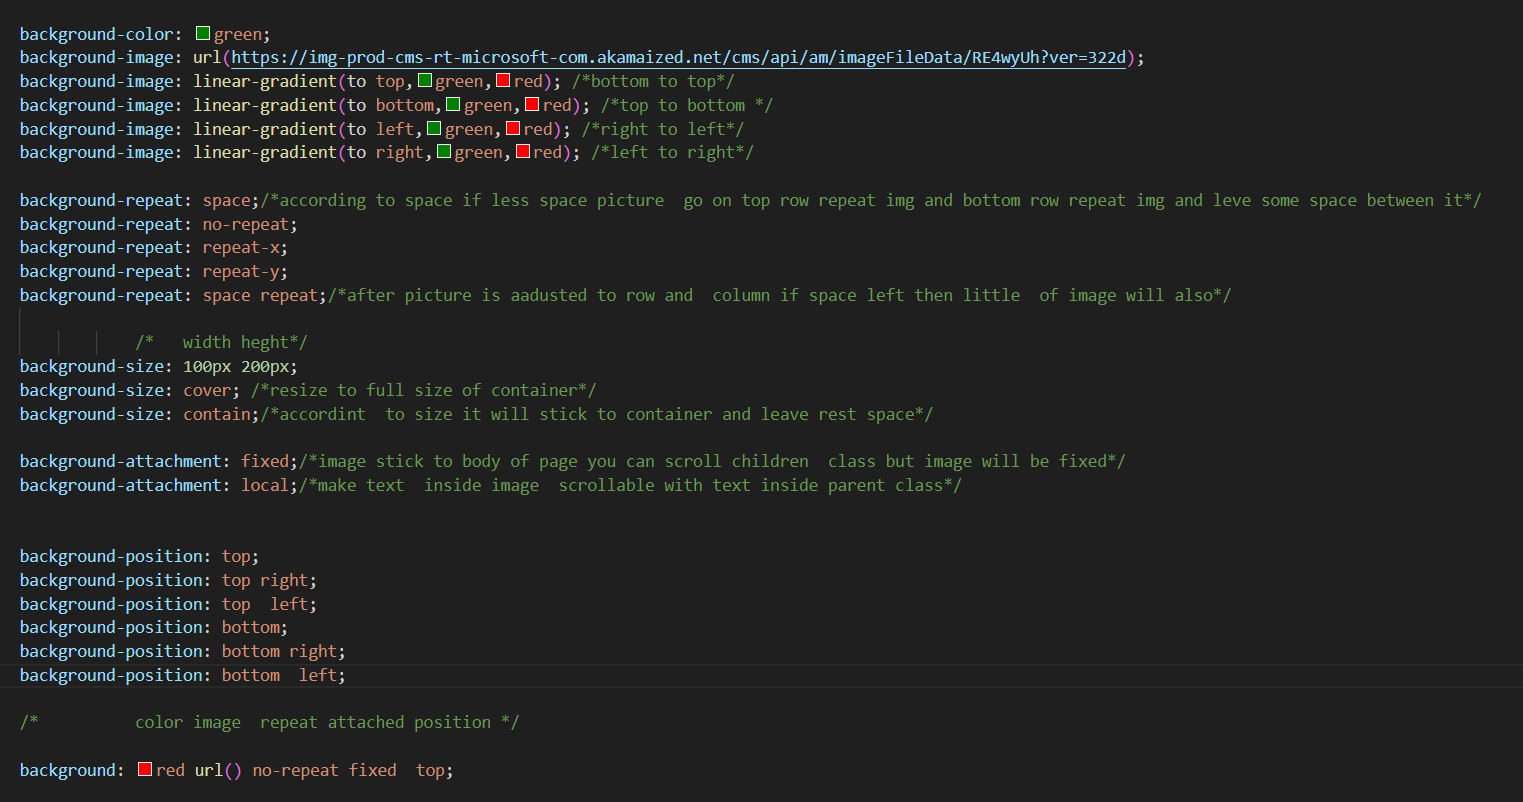 background-color: green;
background-image: url(https://img-prod-cms-rt-microsoft-com.akamaized.net/cms/api/am/imageFileData/RE4wyUh?ver=322d);
background-image: linear-gradient(to top,green,red); /*bottom to top*/
background-image: linear-gradient(to bottom,green,red); /*top to bottom */
background-image: linear-gradient(to left,green,red); /*right to left*/
background-image: linear-gradient(to right,green,red); /*left to right*/
background-repeat: space;/*according to space if less space picture  go on top row repeat img and bottom row repeat img and leve some space between it*/
background-repeat: no-repeat;
background-repeat: repeat-x;
background-repeat: repeat-y;
background-repeat: space repeat;/*after picture is aadusted to row and  column if space left then little  of image will also*/
/*   width heght*/
background-size: 100px 200px;
background-size: cover; /*resize to full size of container*/
background-size: contain;/*accordint  to size it will stick to container and leave rest space*/
background-attachment: fixed;/*image stick to body of page you can scroll children  class but image will be fixed*/
background-attachment: local;/*make text  inside image  scrollable with text inside parent class*/
background-position: top;
background-position: top right;
background-position: top  left;
background-position: bottom;
background-position: bottom right;
background-position: bottom  left;
/*          color image  repeat attached position */
background: red url() no-repeat fixed  top;